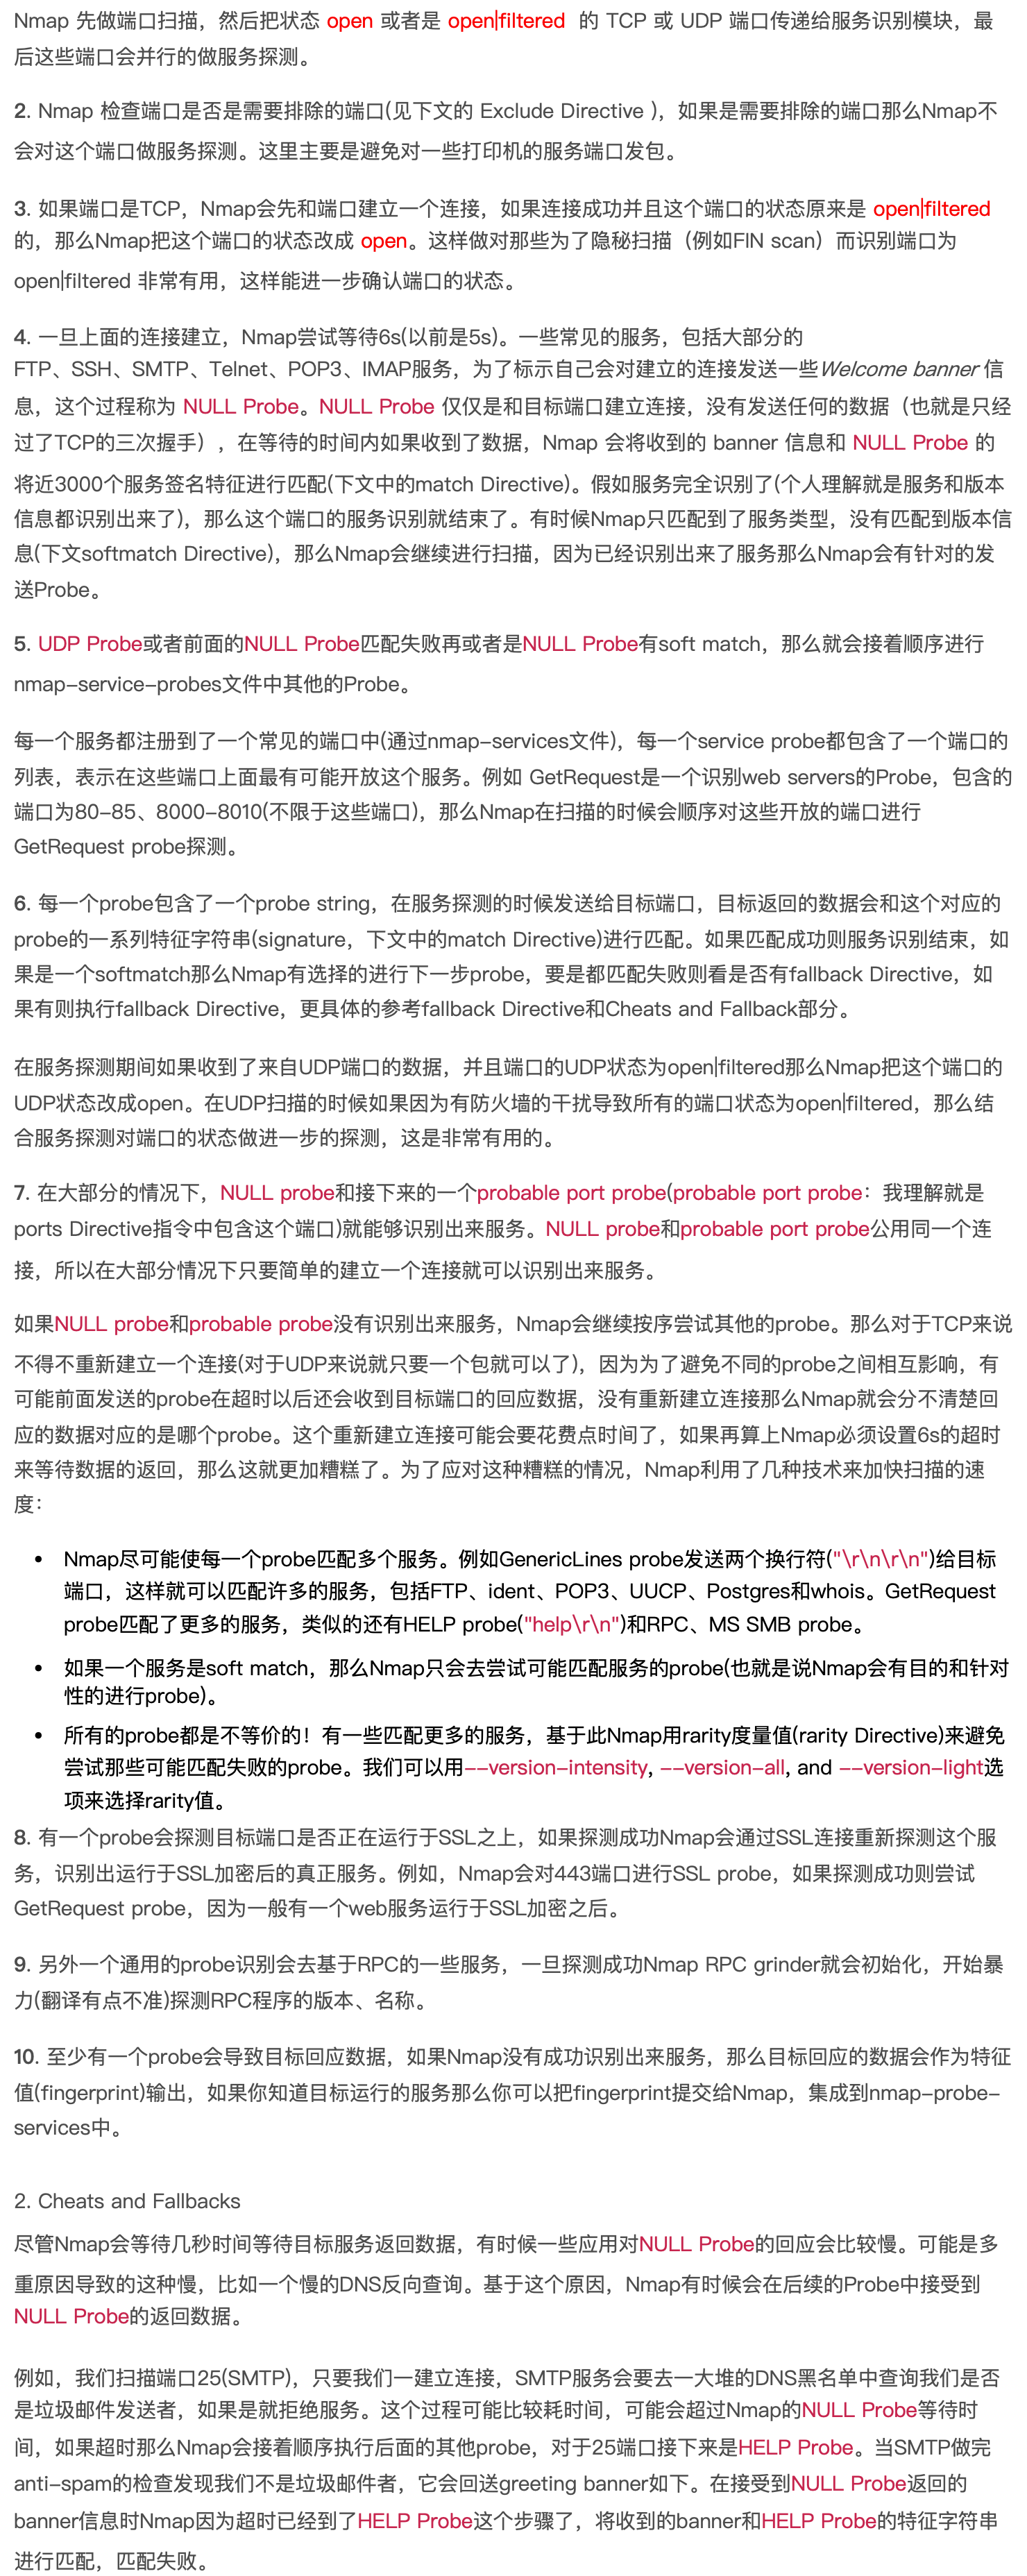 Nmap 先做端口扫描，然后把状态 open 或者是 open|filtered 的 TCP 或 UDP 端口传递给服务识别模块，最
后这些端口会并行的做服务探测。
2. Nmap 检查端口是否是需要排除的端口(见下文的 Exclude Directive )，如果是需要排除的端口那么Nmap不
会对这个端口做服务探测。这里主要是避免对一些打印机的服务端口发包。
3. 如果端口是TCP，Nmap会先和端口建立一个连接，如果连接成功并且这个端口的状态原来是 open|filtered
的，那么Nmap把这个端口的状态改成 open。这样做对那些为了隐秘扫描（例如FIN scan）而识别端口为
open|filtered 非常有用，这样能进一步确认端口的状态。
4. 一旦上面的连接建立，Nmap尝试等待6s(以前是5s)。一些常见的服务，包括大部分的
FTP、SSH、SMTP、Telnet、POP3、IMAP服务，为了标示自己会对建立的连接发送一些Welcome banner 信
息，这个过程称为 NULL Probe。NULL Probe 仅仅是和目标端口建立连接，没有发送任何的数据（也就是只经
过了TCP的三次握手），在等待的时间内如果收到了数据，Nmap 会将收到的 banner 信息和 NULL Probe 的
将近3000个服务签名特征进行匹配(下文中的match Directive)。假如服务完全识别了(个人理解就是服务和版本
信息都识别出来了)，那么这个端口的服务识别就结束了。有时候Nmap只匹配到了服务类型，没有匹配到版本信
息(下文softmatch Directive)，那么Nmap会继续进行扫描，因为已经识别出来了服务那么Nmap会有针对的发
送Probe。
5. UDP Probe或者前面的NULL Probe匹配失败再或者是NULL Probe有soft match，那么就会接着顺序进行
nmap-service-probes文件中其他的Probe。
每一个服务都注册到了一个常见的端口中(通过nmap-services文件)，每一个service probe都包含了一个端口的
列表，表示在这些端口上面最有可能开放这个服务。例如 GetRequest是一个识别web servers的Probe，包含的
端口为80-85、8000-8010(不限于这些端口)，那么Nmap在扫描的时候会顺序对这些开放的端口进行
GetRequest probe探测。
6. 每一个probe包含了一个probe string，在服务探测的时候发送给目标端口，目标返回的数据会和这个对应的
probe的一系列特征字符串(signature，下文中的match Directive)进行匹配。如果匹配成功则服务识别结束，如
果是一个softmatch那么Nmap有选择的进行下一步probe，要是都匹配失败则看是否有fallback Directive，如
果有则执行fallback Directive，更具体的参考fallback Directive和Cheats and Fallback部分。
在服务探测期间如果收到了来自UDP端口的数据，并且端口的UDP状态为open|filtered那么Nmap把这个端口的
UDP状态改成open。在UDP扫描的时候如果因为有防火墙的干扰导致所有的端口状态为open|filtered，那么结
合服务探测对端口的状态做进一步的探测，这是非常有用的。
7. 在大部分的情况下，NULL probe和接下来的一个probable port probe(probable port probe：我理解就是
ports Directive指令中包含这个端口)就能够识别出来服务。NULL probe和probable port probe公用同一个连
接，所以在大部分情况下只要简单的建立一个连接就可以识别出来服务。
如果NULL probe和probable probe没有识别出来服务，Nmap会继续按序尝试其他的probe。那么对于TCP来说
不得不重新建立一个连接(对于UDP来说就只要一个包就可以了)，因为为了避免不同的probe之间相互影响，有
可能前面发送的probe在超时以后还会收到目标端口的回应数据，没有重新建立连接那么Nmap就会分不清楚回
应的数据对应的是哪个probe。这个重新建立连接可能会要花费点时间了，如果再算上Nmap必须设置6s的超时
来等待数据的返回，那么这就更加糟糕了。为了应对这种糟糕的情况，Nmap利用了几种技术来加快扫描的速
度：
• Nmap尽可能使每一个probe匹配多个服务。例如GenericLines probe发送两个换行符("\r\n\r\n")给目标
端口，这样就可以匹配许多的服务，包括FTP、ident、POP3、UUCP、Postgres和whois。GetRequest
probe匹配了更多的服务，类似的还有HELP probe("help\r\n")和RPC、MS SMB probe。
• 如果一个服务是soft match，那么Nmap只会去尝试可能匹配服务的probe(也就是说Nmap会有目的和针对
性的进行probe)。
• 所有的probe都是不等价的！有一些匹配更多的服务，基于此Nmap用rarity度量值(rarity Directive)来避免
尝试那些可能匹配失败的probe。我们可以用--version-intensity, --version-all, and --version-light选
项来选择rarity值。
8. 有一个probe会探测目标端口是否正在运行于SSL之上，如果探测成功Nmap会通过SSL连接重新探测这个服
务，识别出运行于SSL加密后的真正服务。例如，Nmap会对443端口进行SSL probe，如果探测成功则尝试
GetRequest probe，因为一般有一个web服务运行于SSL加密之后。
9. 另外一个通用的probe识别会去基于RPC的一些服务，一旦探测成功Nmap RPC grinder就会初始化，开始暴
力(翻译有点不准)探测RPC程序的版本、名称。
10. 至少有一个probe会导致目标回应数据，如果Nmap没有成功识别出来服务，那么目标回应的数据会作为特征
值(fingerprint)输出，如果你知道目标运行的服务那么你可以把fingerprint提交给Nmap，集成到nmap-probe-
services中。
2. Cheats and Fallbacks
尽管Nmap会等待几秒时间等待目标服务返回数据，有时候一些应用对NULL Probe的回应会比较慢。可能是多
重原因导致的这种慢，比如一个慢的DNS反向查询。基于这个原因，Nmap有时候会在后续的Probe中接受到
NULL Probe的返回数据。
例如，我们扫描端口25(SMTP)，只要我们一建立连接，SMTP服务会要去一大堆的DNS黑名单中查询我们是否
是垃圾邮件发送者，如果是就拒绝服务。这个过程可能比较耗时间，可能会超过Nmap的NULL Probe等待时
间，如果超时那么Nmap会接着顺序执行后面的其他probe，对于25端口接下来是HELP Probe。当SMTP做完
anti-spam的检查发现我们不是垃圾邮件者，它会回送greeting banner如下。在接受到NULL Probe返回的
banner信息时Nmap因为超时已经到了HELP Probe这个步骤了，将收到的banner和HELP Probe的特征字符串
进行匹配，匹配失败。